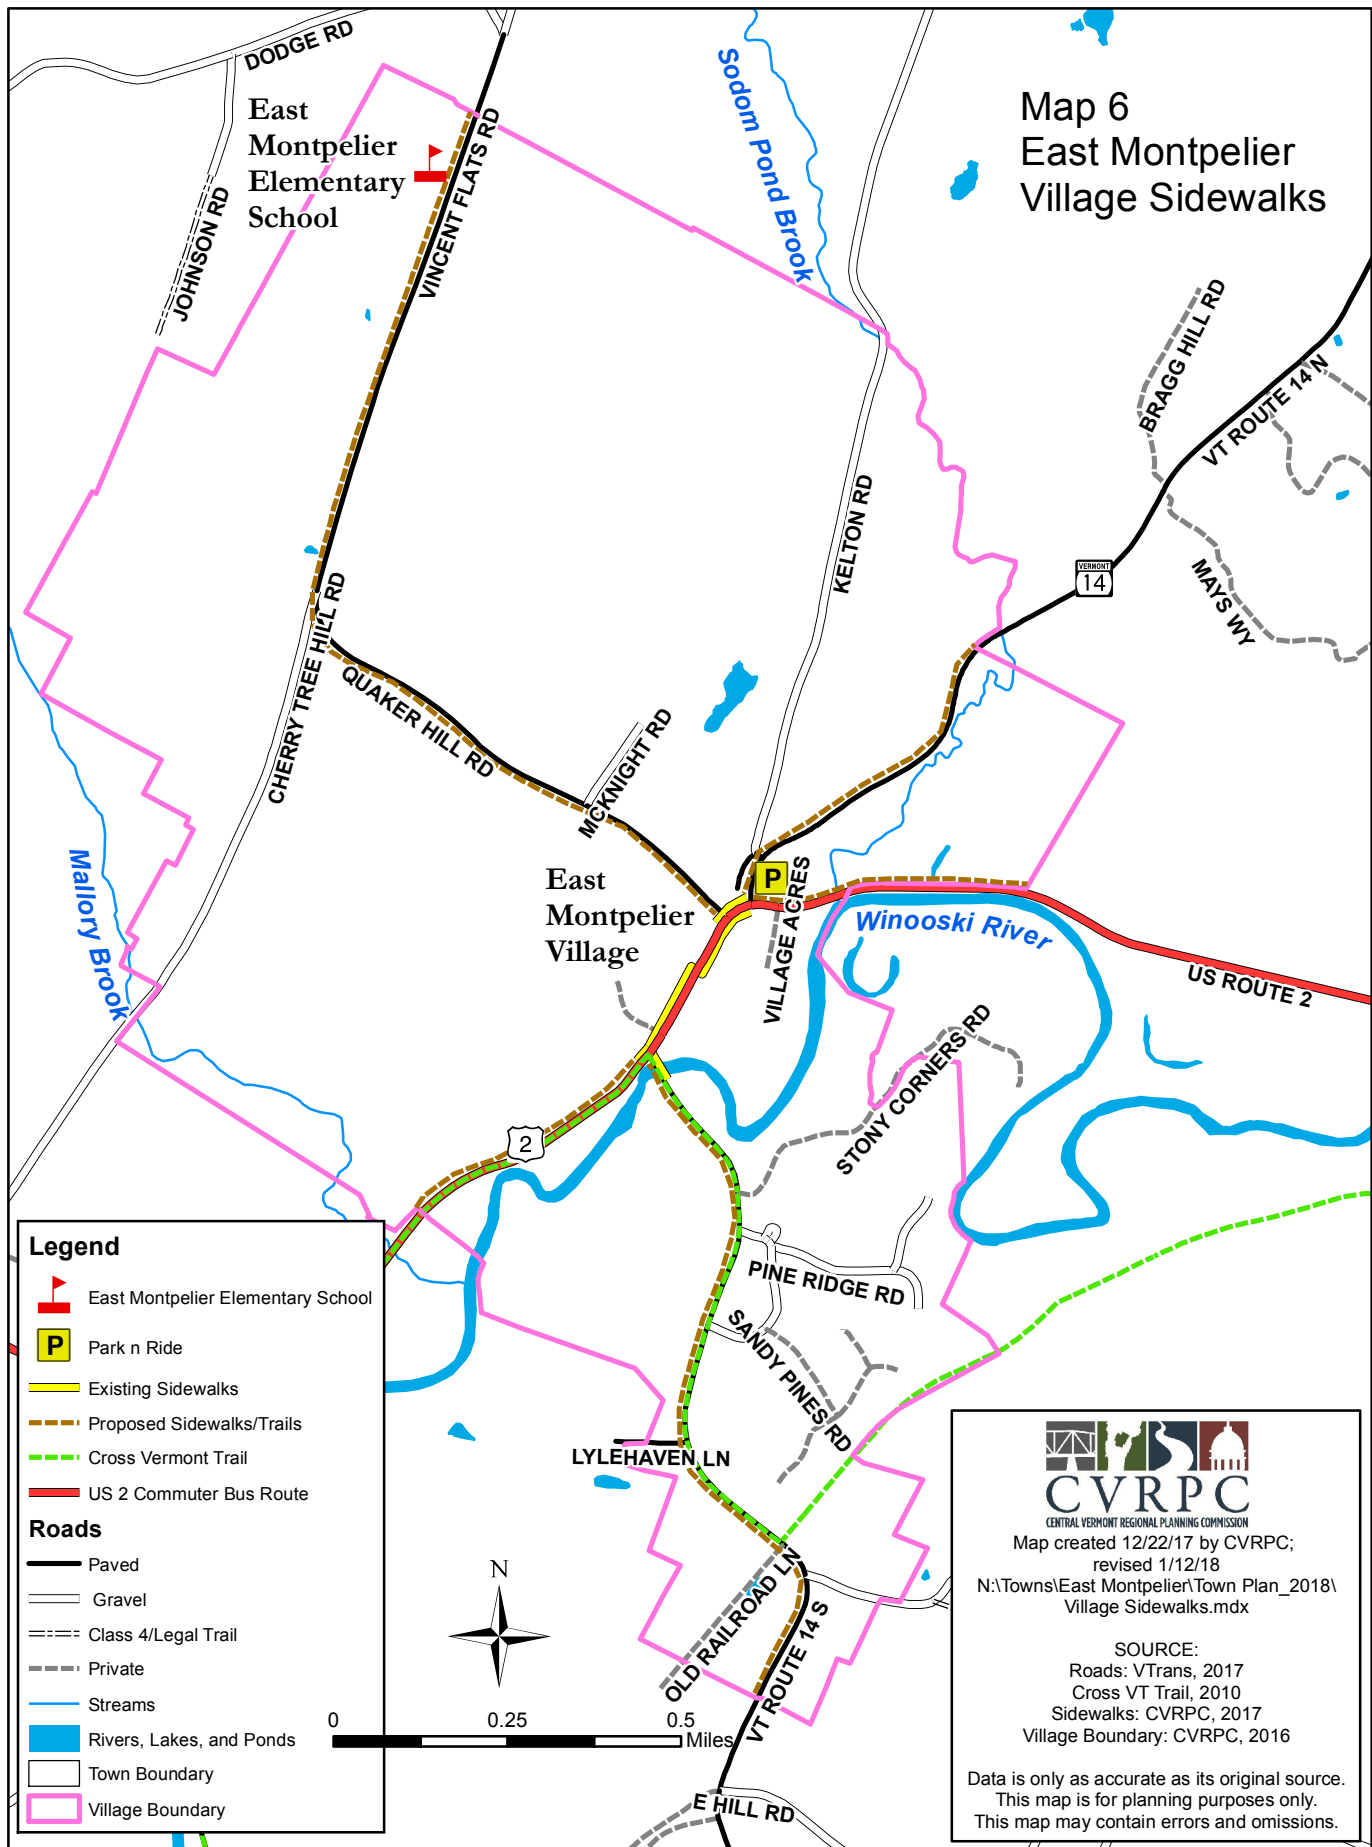 DODGE RD
East
Montpelier
Elementary
School
JOHNSON RD
VINCENT FLATS RD
Sodom Pond Brook
Map 6
East Montpelier
Village Sidewalks
BRAGG HILL RD
VT ROUTE 14 N
KELTON RD
VERMONT
14
MAYS WY
CHERRY TREE HILL RD
QUAKER HILL RD
MCKNIGHT RD
Mallory Brook
East
Montpelier
Village
P
VILLAGE ACRES
Winooski River
US ROUTE 2
STONY CORNERS RD
2
PINE RIDGE RD
SANDY PINES RD
LYLEHAVEN LN
OLD RAILROAD LN
VT ROUTE 14 S
E HILL RD
N
0 0.25 0.5
Miles
Legend
East Montpelier Elementary School
P Park n Ride
Existing Sidewalks
Proposed Sidewalks/Trails
Cross Vermont Trail
US 2 Commuter Bus Route
Roads
Paved
Gravel
Class 4/Legal Trail
Private
Streams
Rivers, Lakes, and Ponds
Town Boundary
Village Boundary
CVRPC
CENTRAL VERMONT REGIONAL PLANNING COMMISSION
Map created 12/22/17 by CVRPC;
revised 1/12/18
N:\Towns\East Montpelier\Town Plan_2018\
Village Sidewalks.mdx
SOURCE:
Roads: VTrans, 2017
Cross VT Trail, 2010
Sidewalks: CVRPC, 2017
Village Boundary: CVRPC, 2016
Data is only as accurate as its original source.
This map is for planning purposes only.
This map may contain errors and omissions.